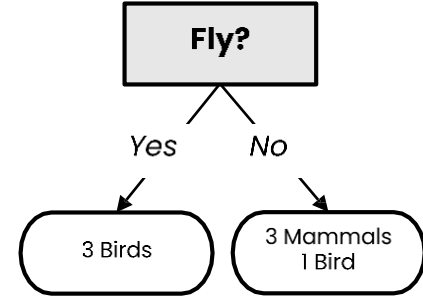 Fly?
Yes
No
3 Birds
3 Mammals
1 Bird